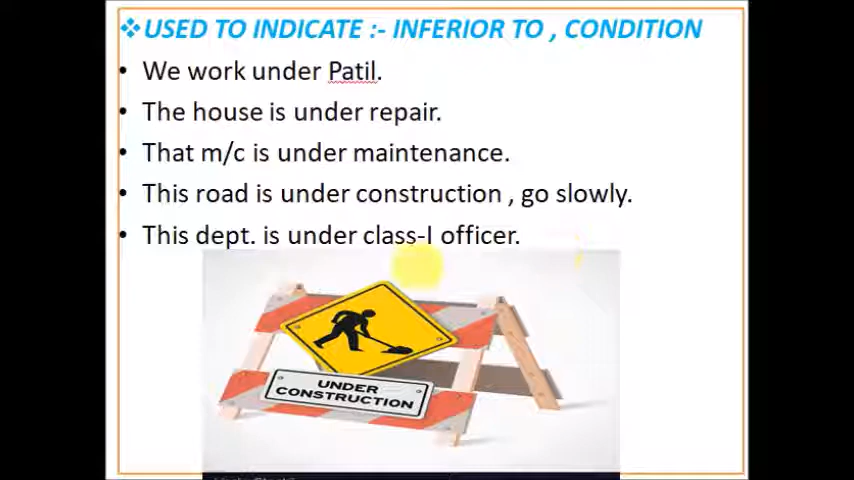 ❖USED TO INDICATE :- INFERIOR TO , CONDITION
• We work under Patil.
• The house is under repair.
• That m/c is under maintenance.
• This road is under construction , go slowly.
• This dept. is under class-I officer.
UNDER
CONSTRUCTION